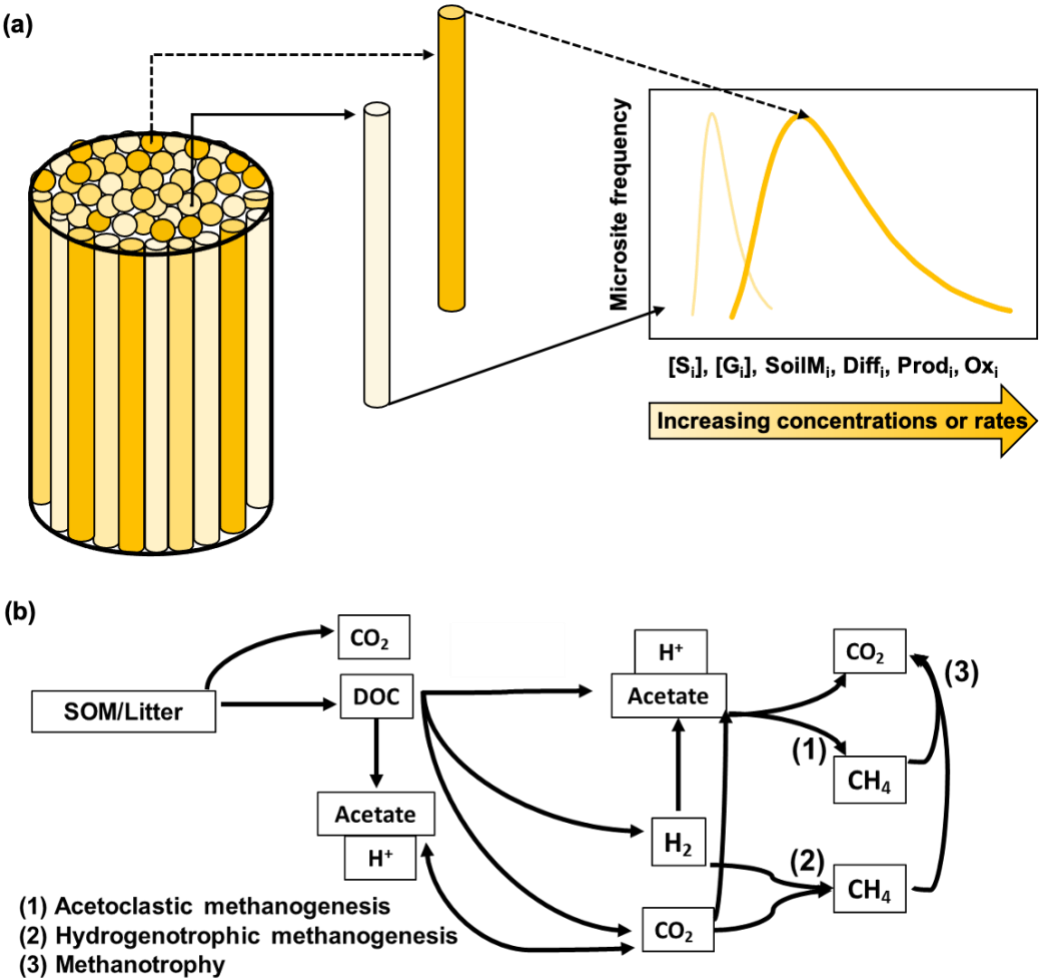 (a)
Microsite frequency
[Sᵢ], [Gᵢ], SoilMᵢ, Diffᵢ, Prodᵢ, Oxᵢ
Increasing concentrations or rates
(b)
SOM/Litter
CO₂
DOC
Acetate
H⁺
H⁺
Acetate
H₂
CO₂
CO₂
(3)
(1)
CH₄
(2)
CH₄
(1) Acetoclastic methanogenesis
(2) Hydrogenotrophic methanogenesis
(3) Methanotrophy